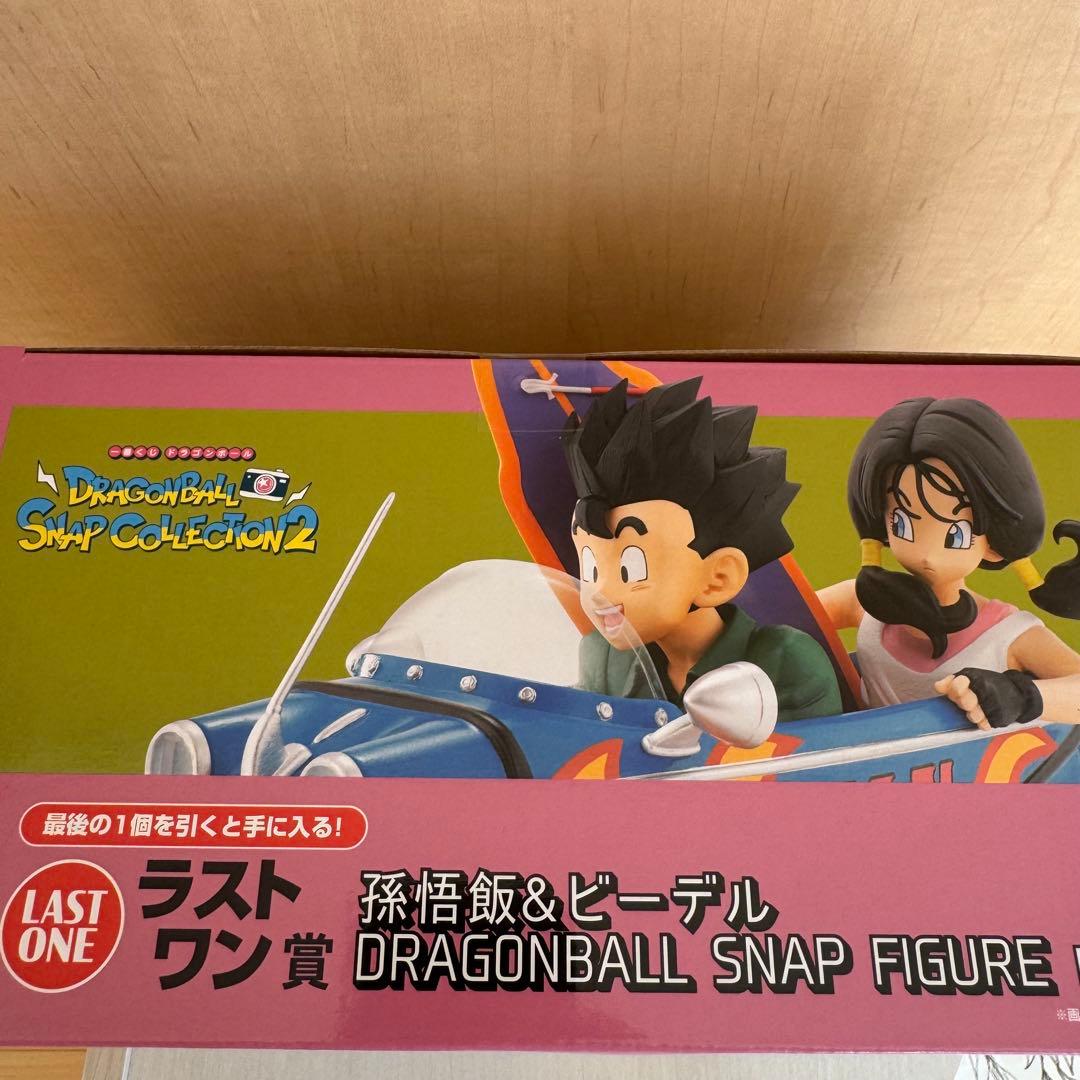 一番くじ ドラゴンボール
DRAGONBALL
SNAP COLLECTION2
最後の1個を引くと手に入る!
LAST
ONE
ラスト
ワン賞
孫悟飯&ビーデル
DRAGONBALL SNAP FIGURE
※画